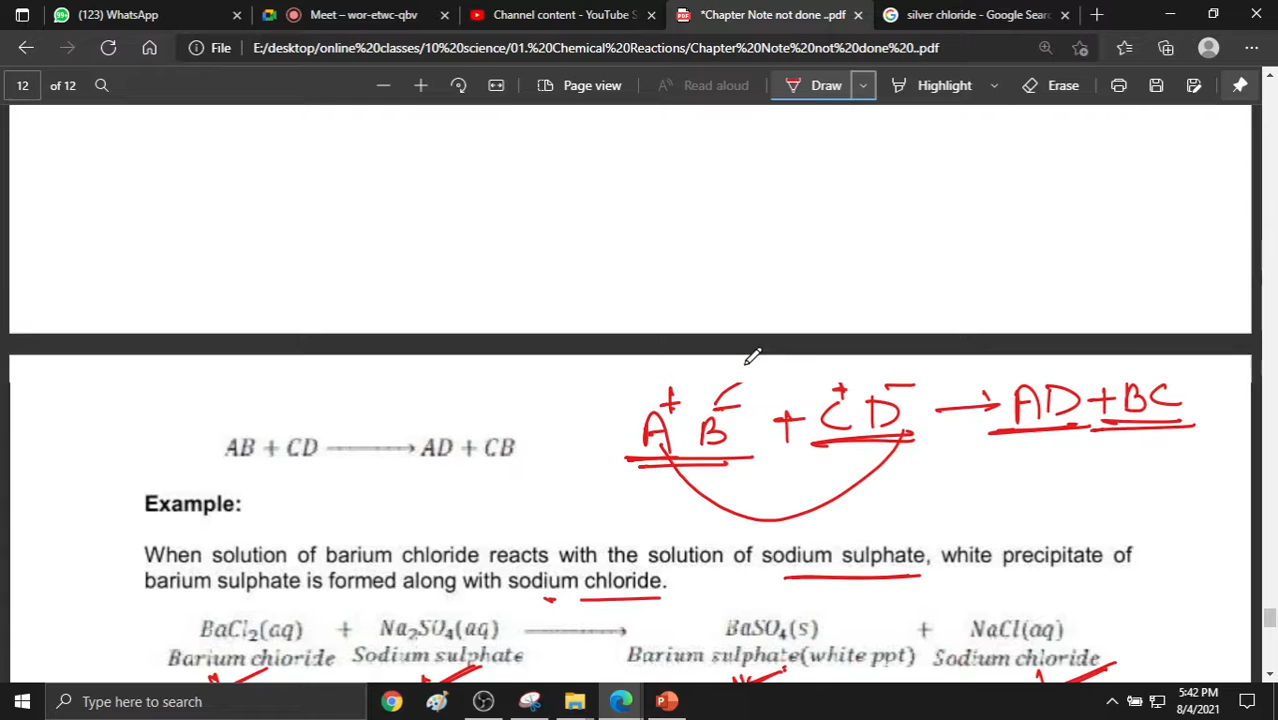 (123) WhatsApp
Meet – wor-etwc-qbv
Channel content - YouTube S
*Chapter Note not done ..pdf
silver chloride - Google Searc
File
E:/desktop/online%20classes/10%20science/01.%20Chemical%20Reactions/Chapter%20Note%20not%20done%20..pdf
12 of 12
Page view
Read aloud
Draw
Highlight
Erase
A⁺ B⁻ + C⁺ D⁻ → AD + BC
AB + CD ⟶ AD + CB
Example:
When solution of barium chloride reacts with the solution of sodium sulphate, white precipitate of
barium sulphate is formed along with sodium chloride.
BaCl₂(aq) + Na₂SO₄(aq) ⟶ BaSO₄(s) + NaCl(aq)
Barium chloride Sodium sulphate Barium sulphate(white ppt) Sodium chloride
Type here to search
5:42 PM
8/4/2021